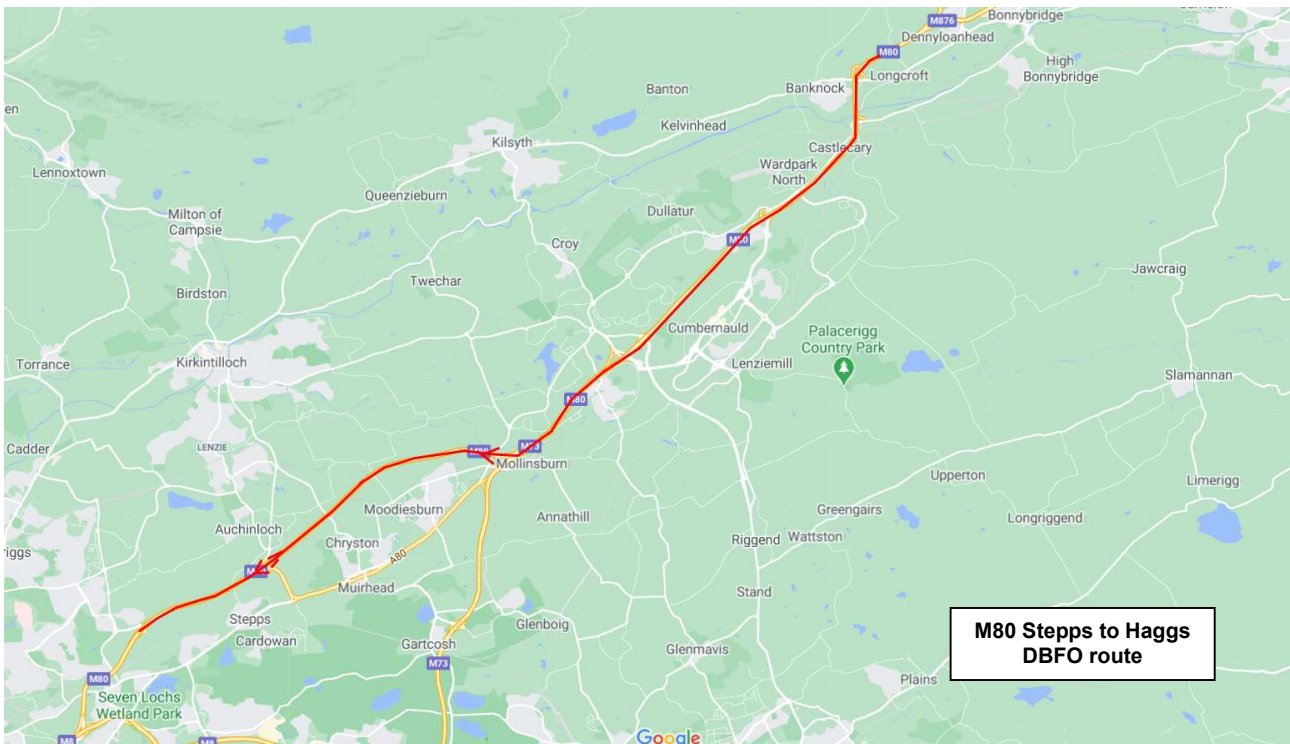 M876
Bonnybridge
Dennyloanhead
M80
Longcroft
High
Bonnybridge
Banton
Banknock
Kelvinhead
en
Kilsyth
Castlecary
Lennoxtown
Wardpark
North
Queenzieburn
Milton of
Campsie
Dullatur
M80
Croy
Jawcraig
Twechar
Birdston
Cumbernauld
Palacerigg
Country Park
Torrance
Kirkintilloch
Lenziemill
Slamannan
M80
Cadder
LENZIE
M80
M73
Mollinsburn
Upperton
Limerigg
Moodiesburn
Annathill
Greengairs
Longriggend
Auchinloch
Chryston
A80
Riggend
Wattston
riggs
Muirhead
Stand
Stepps
Cardowan
Glenboig
M80 Stepps to Haggs
DBFO route
Gartcosh
Glenmavis
M73
M80
Plains
Seven Lochs
Wetland Park
M8
M8
Google